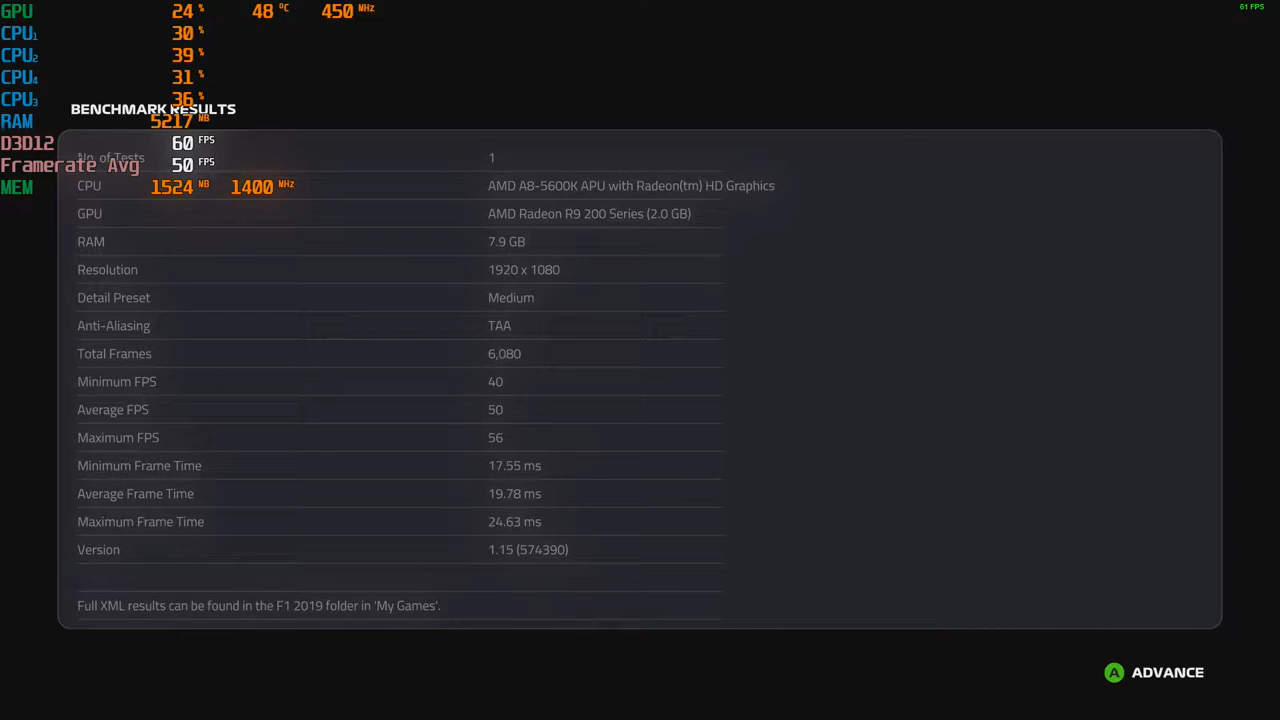 GPU 24 % 48 °C 450 MHz
61 FPS
CPU1 30 %
CPU2 39 %
CPU4 31 %
CPU3 36 %
BENCHMARK RESULTS
RAM 5217 MB
D3D12 60 FPS
No. of Tests 1
Framerate Avg 50 FPS
CPU AMD A8-5600K APU with Radeon(tm) HD Graphics
MEM 1524 MB 1400 MHz
GPU AMD Radeon R9 200 Series (2.0 GB)
RAM 7.9 GB
Resolution 1920 x 1080
Detail Preset Medium
Anti-Aliasing TAA
Total Frames 6,080
Minimum FPS 40
Average FPS 50
Maximum FPS 56
Minimum Frame Time 17.55 ms
Average Frame Time 19.78 ms
Maximum Frame Time 24.63 ms
Version 1.15 (574390)
Full XML results can be found in the F1 2019 folder in 'My Games'.
A ADVANCE